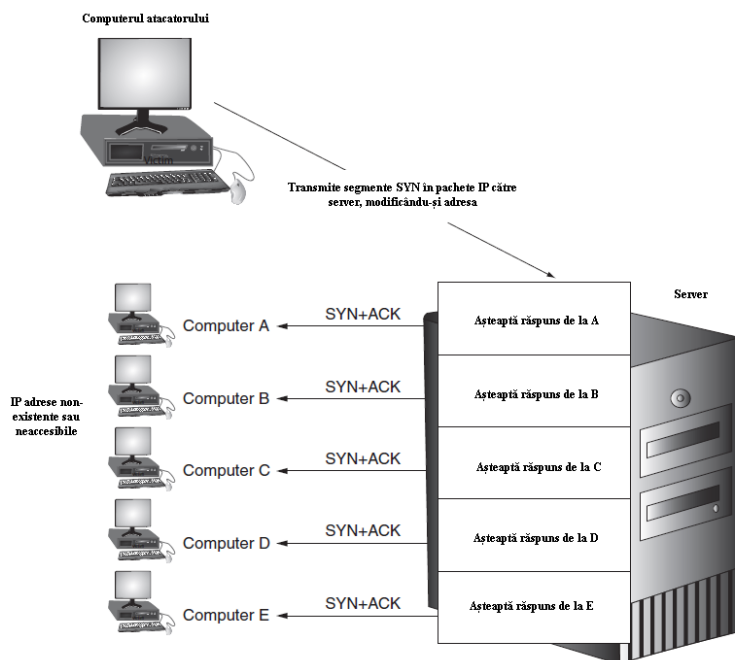 Computerul atacatorului
Victim
Transmite segmente SYN în pachete IP către
server, modificându-și adresa
Server
IP adrese non-
existente sau
neaccesibile
Computer A
SYN+ACK
Așteaptă răspuns de la A
Computer B
SYN+ACK
Așteaptă răspuns de la B
Computer C
SYN+ACK
Așteaptă răspuns de la C
Computer D
SYN+ACK
Așteaptă răspuns de la D
Computer E
SYN+ACK
Așteaptă răspuns de la E